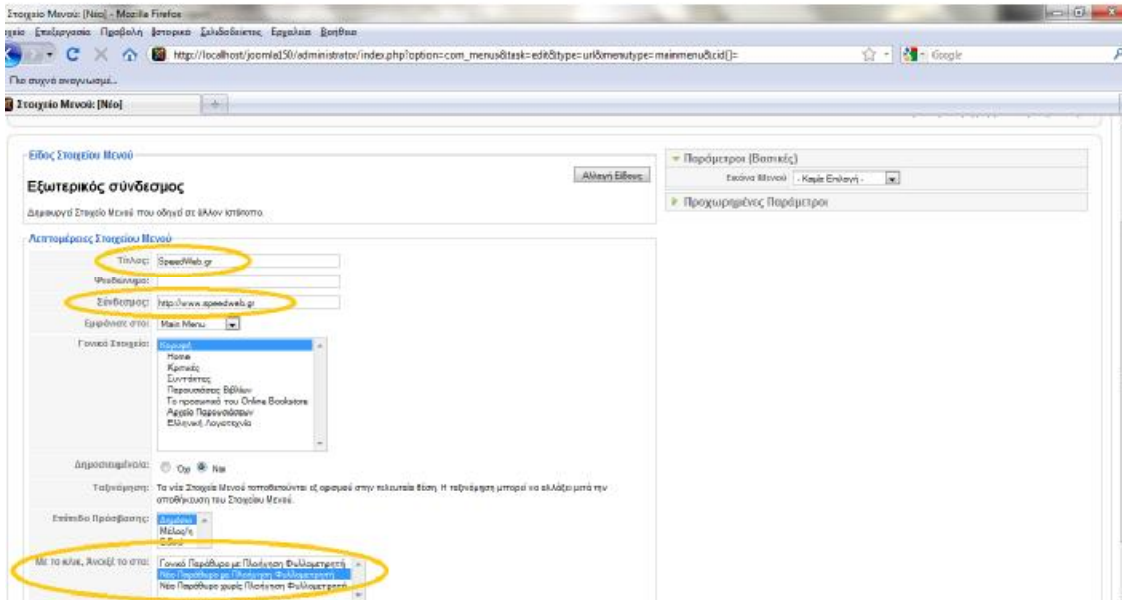 Στοιχείο Μενού: [Νέο] - Mozilla Firefox
Επεξεργασία Προβολή Ιστορικό Σελιδοδείκτες Εργαλεία Βοήθεια
http://localhost/joomla150/administrator/index.php?option=com_menus&task=edit&type=url&menutype=mainmenu&cid[]=
Google
Πιο συχνά αναγνωσμέ...
Στοιχείο Μενού: [Νέο]
Είδος Στοιχείου Μενού
Αλλαγή Είδους
Εξωτερικός σύνδεσμος
Δημιουργεί Στοιχείο Μενού που οδηγεί σε άλλον ιστότοπο.
Παράμετροι (Βασικές)
Εικόνα Μενού - Καμία Επιλογή -
Προχωρημένος Παράμετροι
Λεπτομέρειες Στοιχείου Μενού
Τίτλος: SpeedWeb.gr
Ψευδώνυμο:
Σύνδεσμος: http://www.speedweb.gr
Εμφάνισε στο: Main Menu
Γονικό Στοιχείο: Κορυφή
Home
Κριτικές
Συντάκτες
Παρουσιάσεις Βιβλίων
Το προσωπικό του Online Bookstore
Αρχείο Παρουσιάσεων
Ελληνική Λογοτεχνία
Δημοσιευμένο/α: Όχι Ναι
Ταξινόμηση: Τα νέα Στοιχεία Μενού τοποθετούνται εξ ορισμού στην τελευταία θέση. Η ταξινόμηση μπορεί να αλλάξει μετά την
αποθήκευση του Στοιχείου Μενού.
Επίπεδο Πρόσβασης: Δημόσιο
Μέλος/η
Ειδικό
Με το κλικ, Άνοιξέ το στο: Γονικό Παράθυρο με Πλοήγηση Φυλλομετρητή
Νέο Παράθυρο με Πλοήγηση Φυλλομετρητή
Νέο Παράθυρο χωρίς Πλοήγηση Φυλλομετρητή